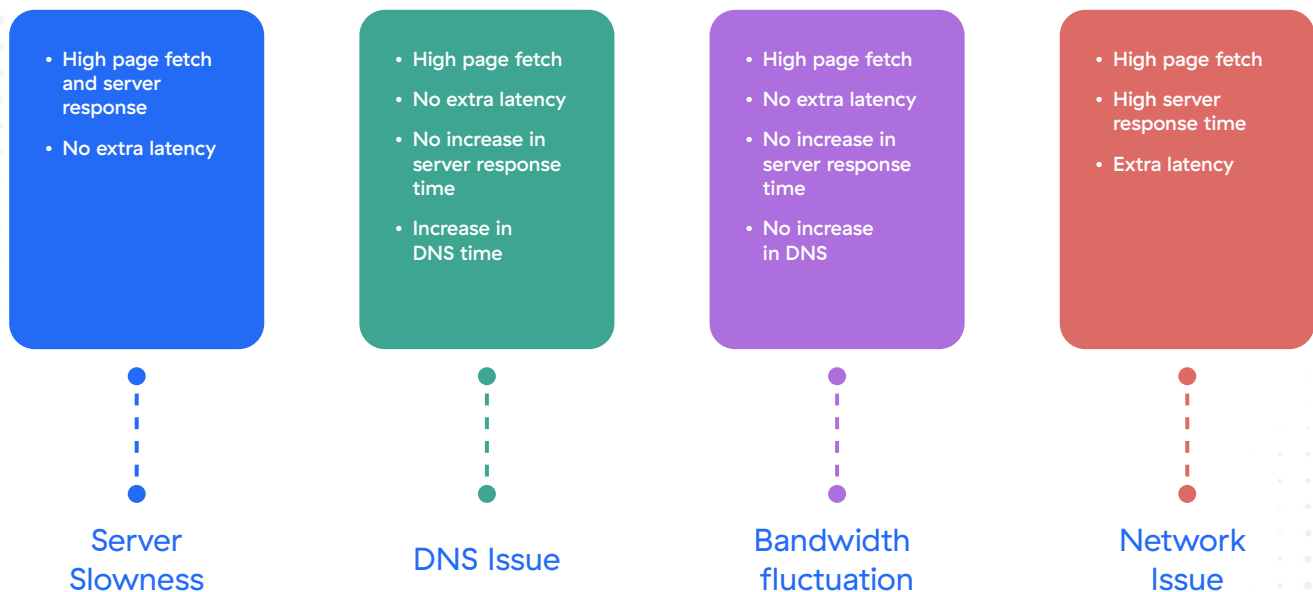 • High page fetch
and server
response
• No extra latency
Server
Slowness
• High page fetch
• No extra latency
• No increase in
server response
time
• Increase in
DNS time
DNS Issue
• High page fetch
• No extra latency
• No increase in
server response
time
• No increase
in DNS
Bandwidth
fluctuation
• High page fetch
• High server
response time
• Extra latency
Network
Issue